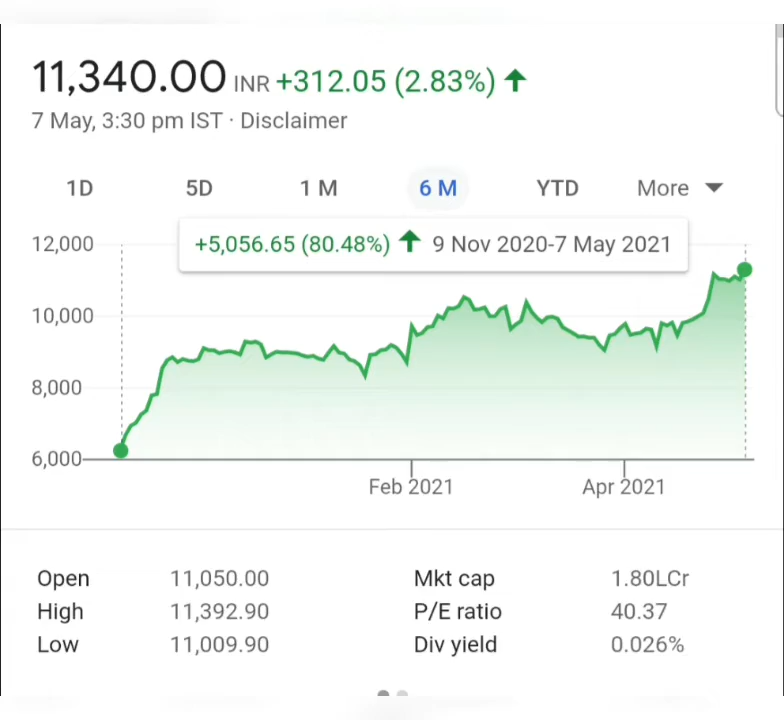 11,340.00 INR +312.05 (2.83%) ↑
7 May, 3:30 pm IST · Disclaimer
1D 5D 1 M 6 M YTD More
+5,056.65 (80.48%) ↑ 9 Nov 2020-7 May 2021
12,000
10,000
8,000
6,000
Feb 2021 Apr 2021
Open 11,050.00 Mkt cap 1.80LCr
High 11,392.90 P/E ratio 40.37
Low 11,009.90 Div yield 0.026%